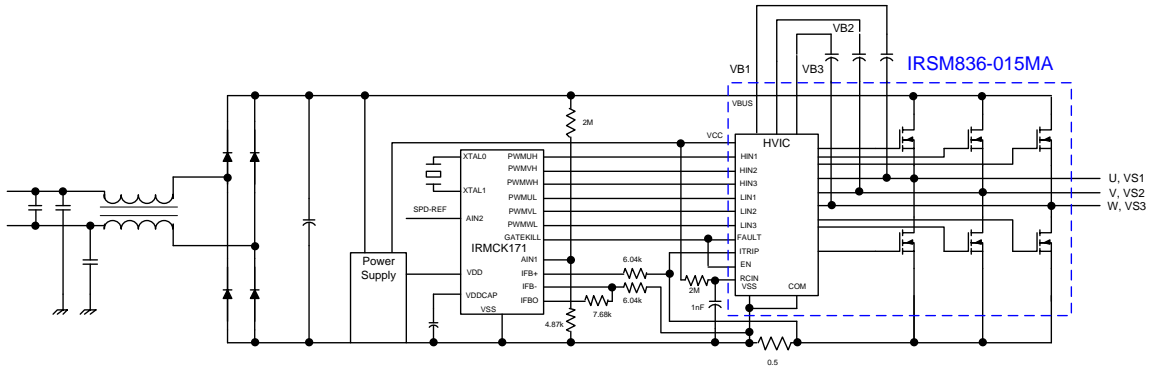 VB2
VB1
VB3
IRSM836-015MA
VBUS
2M
VCC
HVIC
XTAL0
PWMUH
HIN1
PWMVH
HIN2
XTAL1
PWMWH
HIN3
U, VS1
PWMUL
LIN1
V, VS2
SPD-REF
AIN2
PWMVL
LIN2
W, VS3
PWMWL
LIN3
GATEKILL
FAULT
IRMCK171
ITRIP
Power
Supply
AIN1
6.04k
EN
VDD
IFB+
RCIN
IFB-
2M
VSS
COM
VDDCAP
IFBO
6.04k
VSS
7.68k
1nF
4.87k
0.5